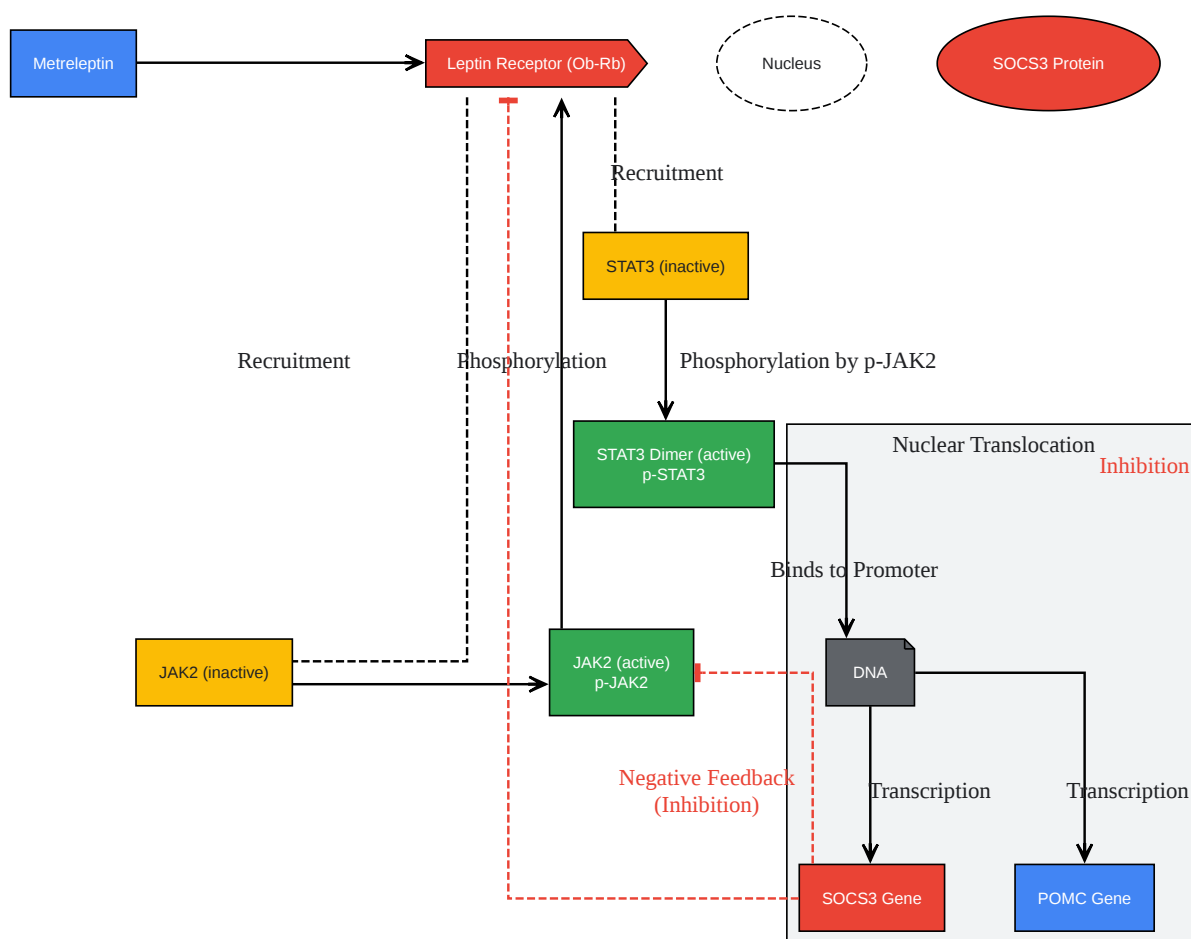 Metreleptin
Leptin Receptor (Ob-Rb)
Nucleus
SOCS3 Protein
Recruitment
STAT3 (inactive)
Recruitment
Phosphorylation
Phosphorylation by p-JAK2
STAT3 Dimer (active)
p-STAT3
Nuclear Translocation
Inhibition
Binds to Promoter
JAK2 (inactive)
JAK2 (active)
p-JAK2
DNA
Negative Feedback
(Inhibition)
Transcription
Transcription
SOCS3 Gene
POMC Gene